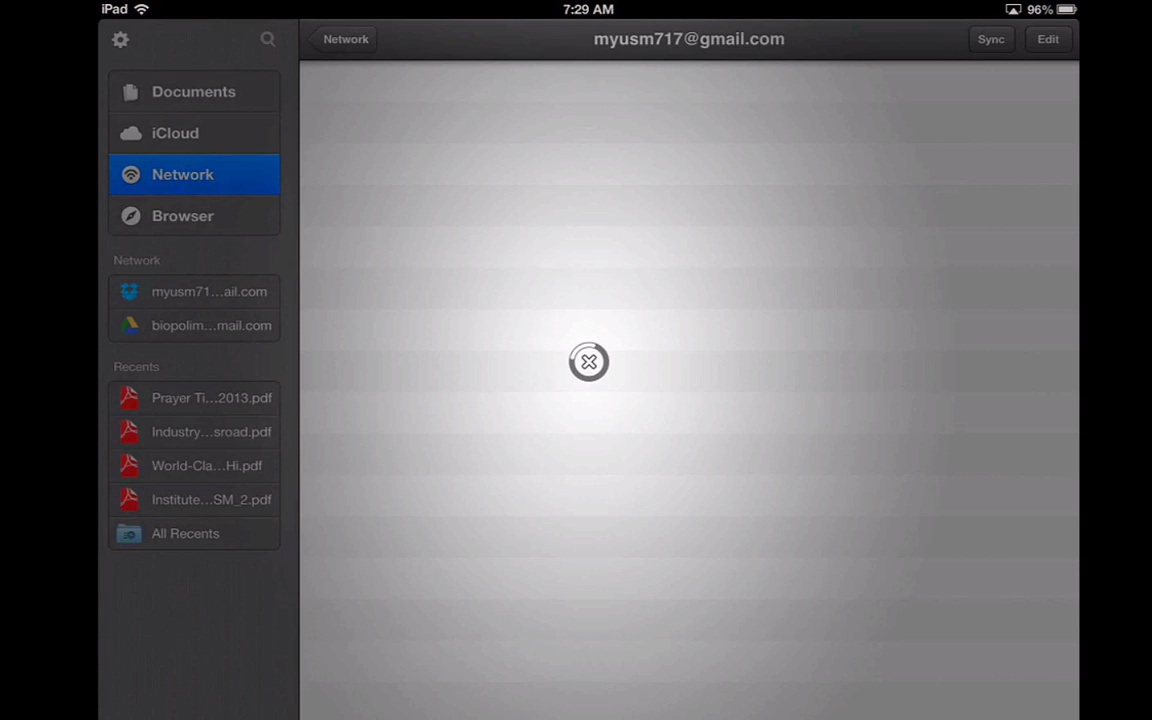 iPad 7:29 AM 96%
Network myusm717@gmail.com Sync Edit
Documents
iCloud
Network
Browser
Network
myusm71...ail.com
biopolim...mail.com
Recents
Prayer Ti...2013.pdf
Industry...sroad.pdf
World-Cla...Hi.pdf
Institute...SM_2.pdf
All Recents